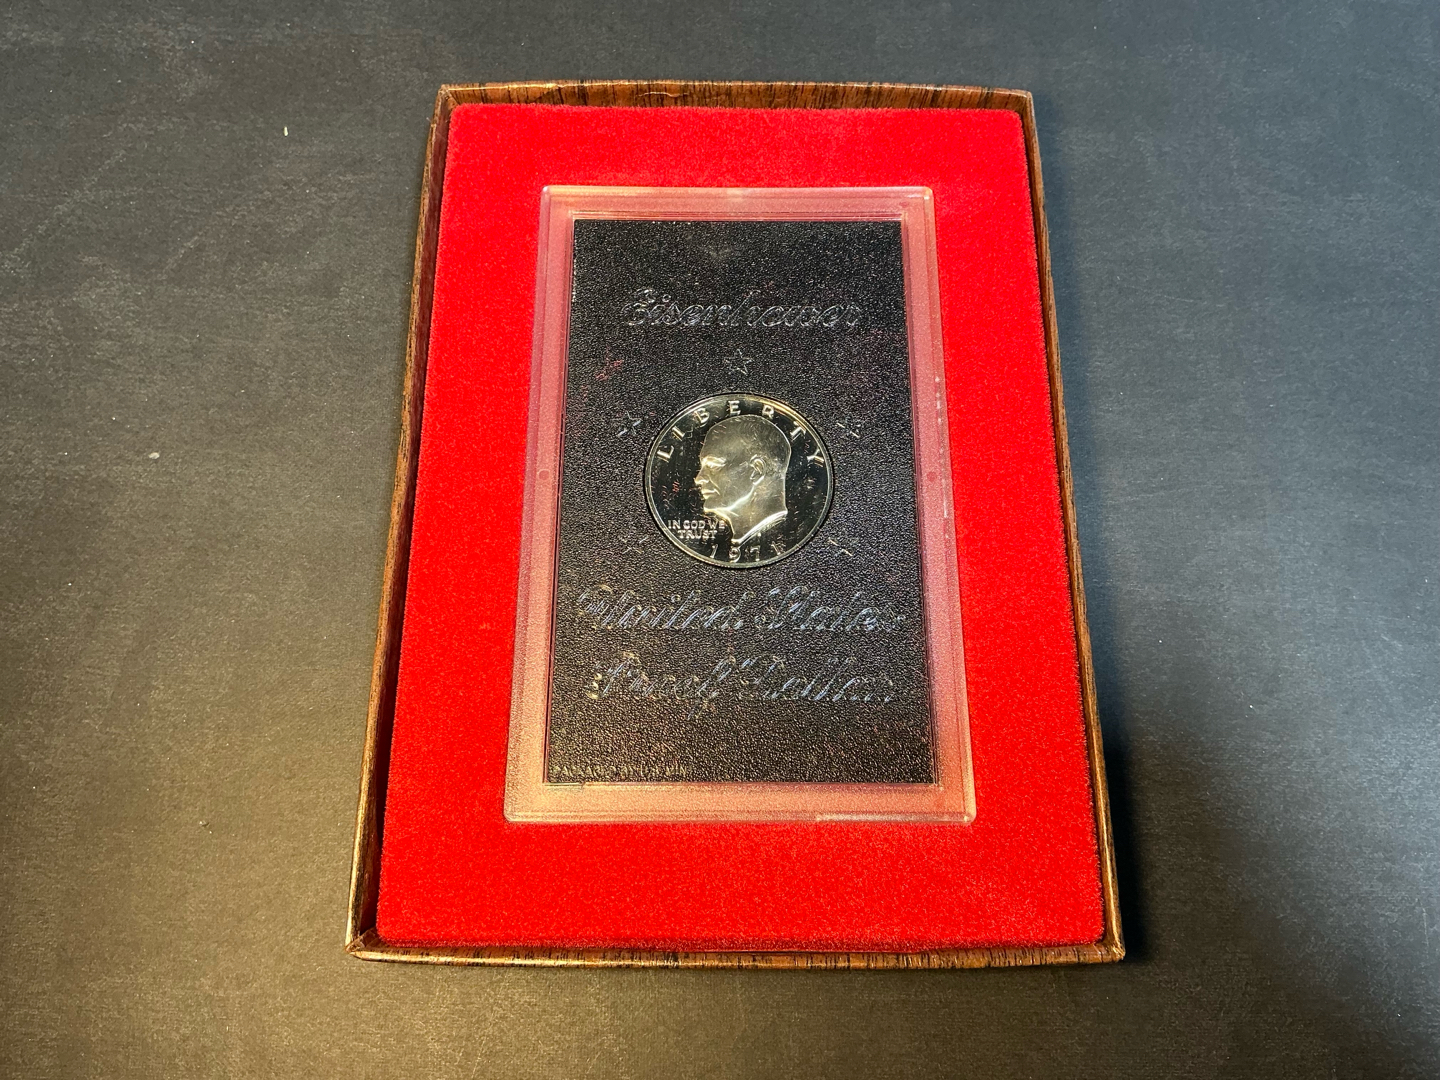 Eisenhower
LIBERTY
IN GOD WE
TRUST
United States
Proof Dollar